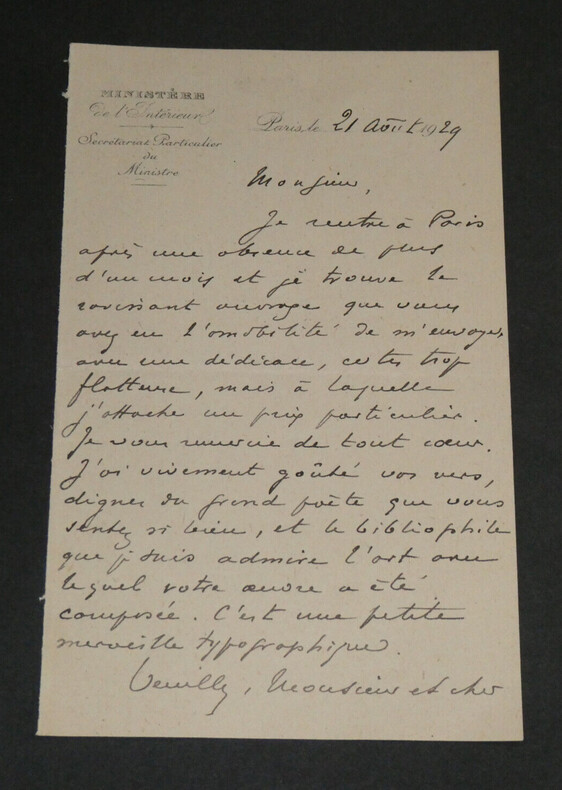 MINISTÈRE
de l'Intérieur
Secrétariat Particulier
du
Ministre
Paris, le 21 Août 1929
Monsieur,
Je rentre à Paris
après une absence de plus
d'un mois et je trouve le
ravissant ouvrage que vous
avez eu l'amabilité de m'envoyer,
avec une dédicace, certes trop
flatteuse, mais à laquelle
j'attache un prix particulier.
Je vous remercie de tout cœur.
J'ai vivement goûté vos vers,
dignes du grand poète que vous
sentez si bien, et le bibliophile
que je suis admire l'art avec
lequel votre œuvre a été
composée. C'est une petite
merveille typographique.
Veuillez, Monsieur et cher